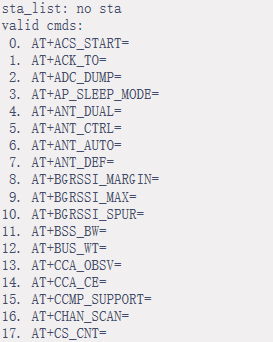 sta_list: no sta
valid cmds:
0. AT+ACS_START=
1. AT+ACK_TO=
2. AT+ADC_DUMP=
3. AT+AP_SLEEP_MODE=
4. AT+ANT_DUAL=
5. AT+ANT_CTRL=
6. AT+ANT_AUTO=
7. AT+ANT_DEF=
8. AT+BGRSSI_MARGIN=
9. AT+BGRSSI_MAX=
10. AT+BGRSSI_SPUR=
11. AT+BSS_BW=
12. AT+BUS_WT=
13. AT+CCA_OBSV=
14. AT+CCA_CE=
15. AT+CCMP_SUPPORT=
16. AT+CHAN_SCAN=
17. AT+CS_CNT=